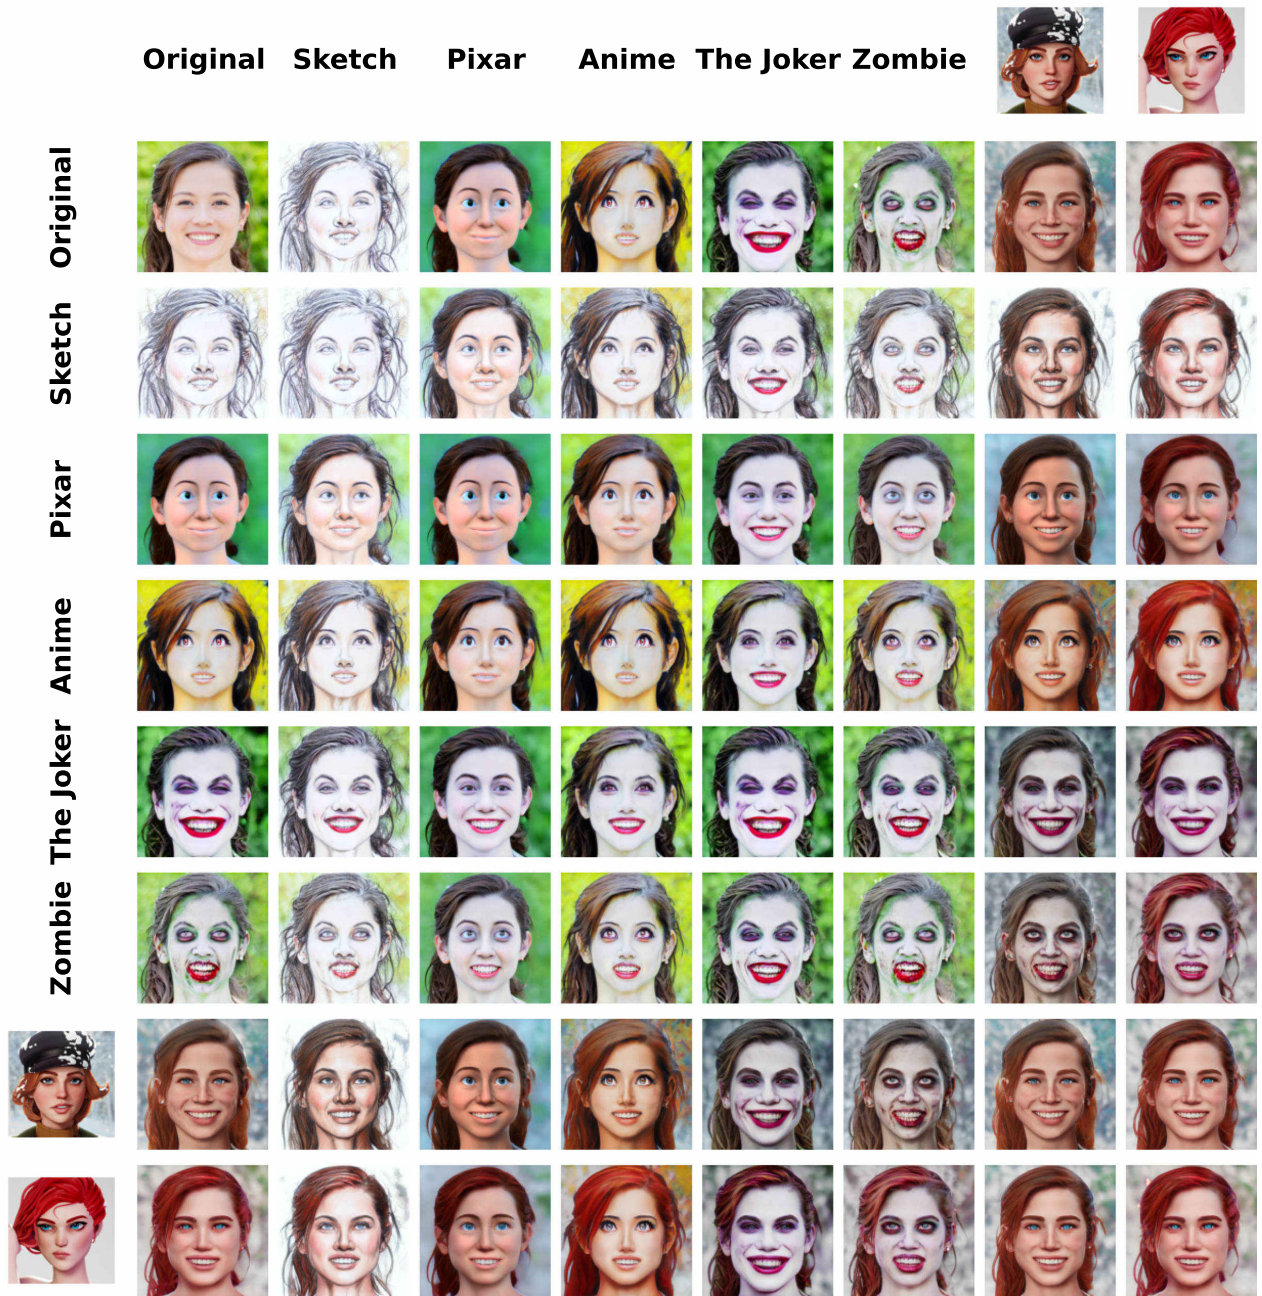 Original Sketch Pixar Anime The Joker Zombie
Original
Sketch
Pixar
Anime
The Joker
Zombie